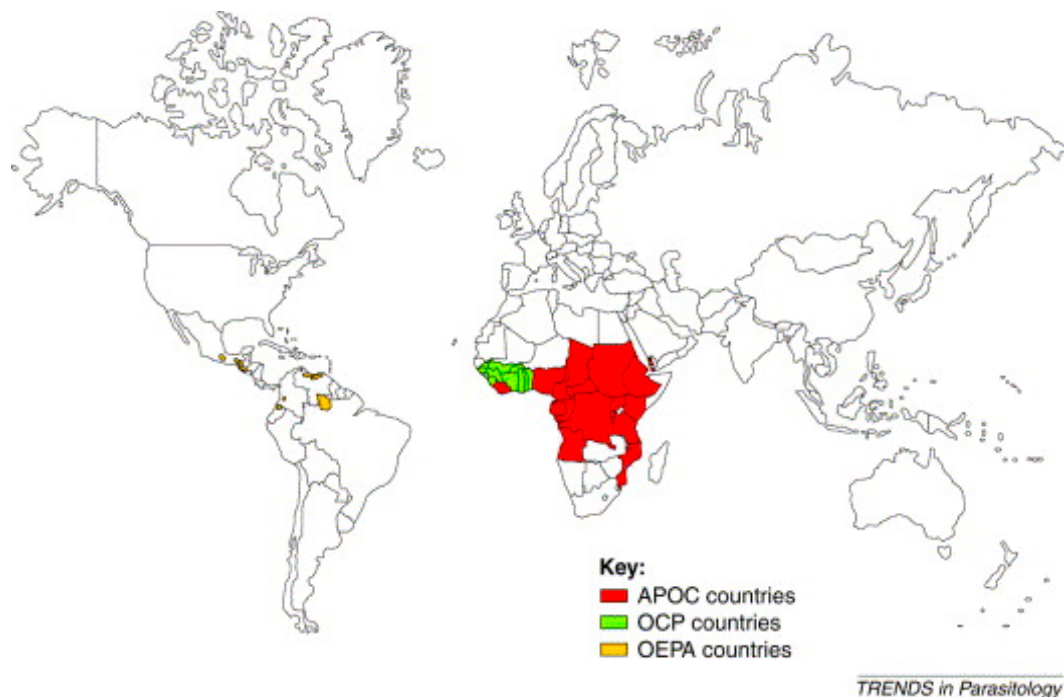 Key:
APOC countries
OCP countries
OEPA countries
TRENDS in Parasitology